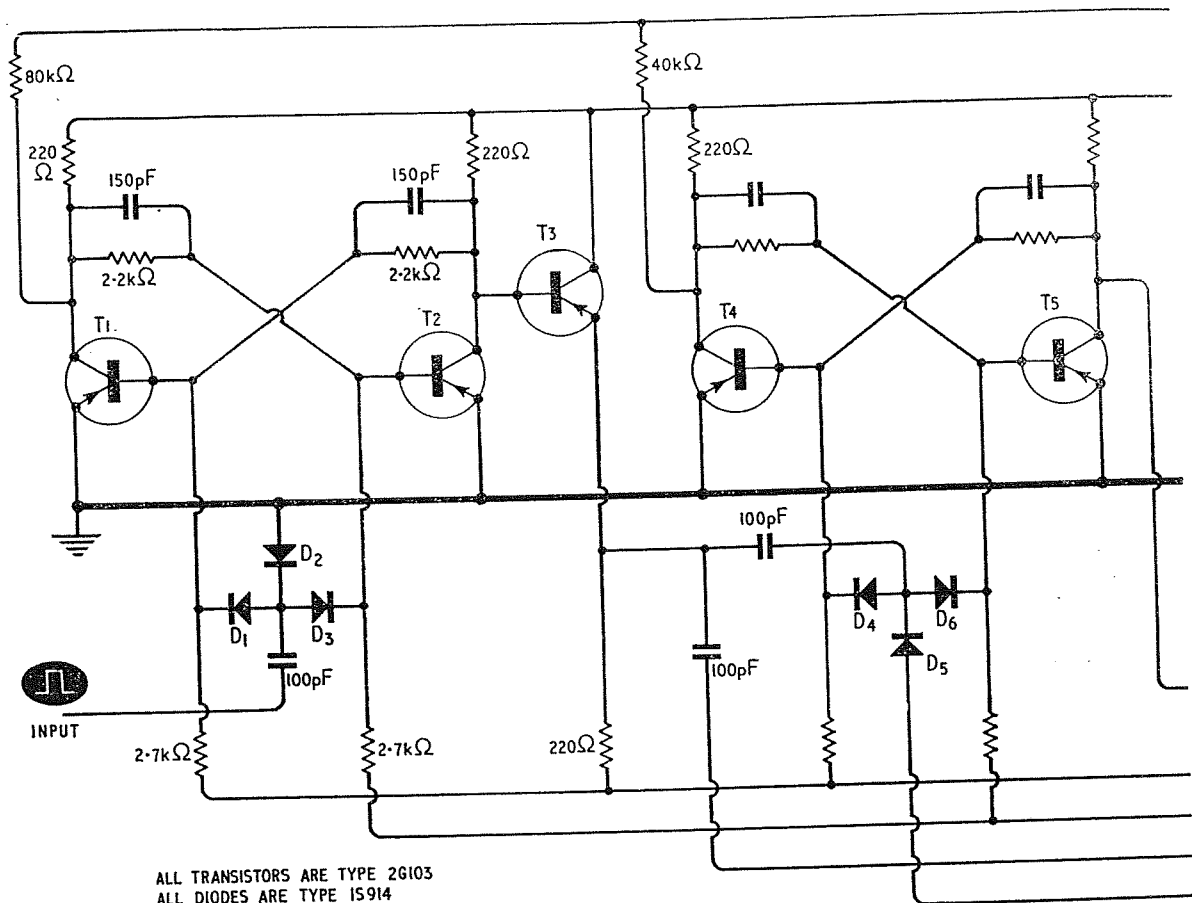 80kΩ
40kΩ
220
Ω
220Ω
220Ω
150pF
150pF
2·2kΩ
2·2kΩ
T1
T2
T3
T4
T5
100pF
D2
D1
D3
D4
D6
D5
100pF
100pF
INPUT
2·7kΩ
2·7kΩ
220Ω
ALL TRANSISTORS ARE TYPE 2G103
ALL DIODES ARE TYPE 1S914